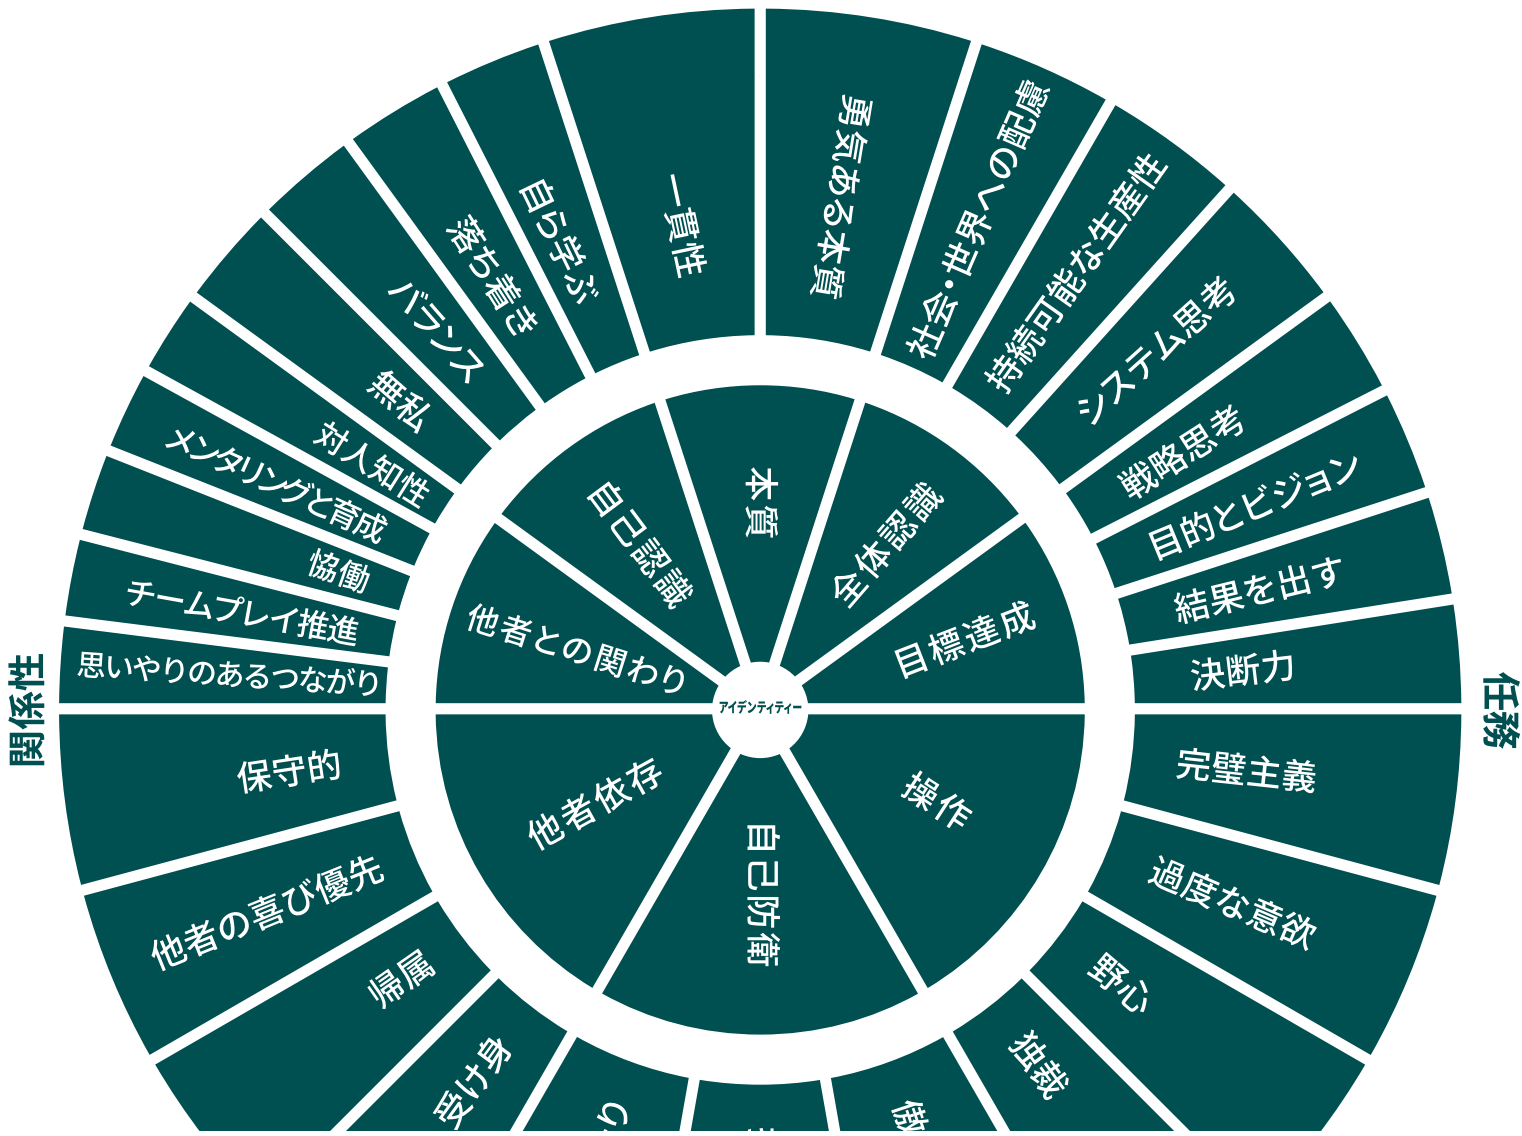 一貫性
勇気ある本質
社会・世界への配慮
持続可能な生産性
システム思考
戦略思考
目的とビジョン
結果を出す
決断力
自ら学ぶ
落ち着き
バランス
無私
対人知性
メンタリングと育成
協働
チームプレイ推進
思いやりのあるつながり
自己認識
本質
全体認識
他者との関わり
目標達成
アイデンティティー
関係性
任務
他者依存
自己防衛
操作
保守的
他者の喜び優先
帰属
受け身
完璧主義
過度な意欲
野心
独裁
傲
り